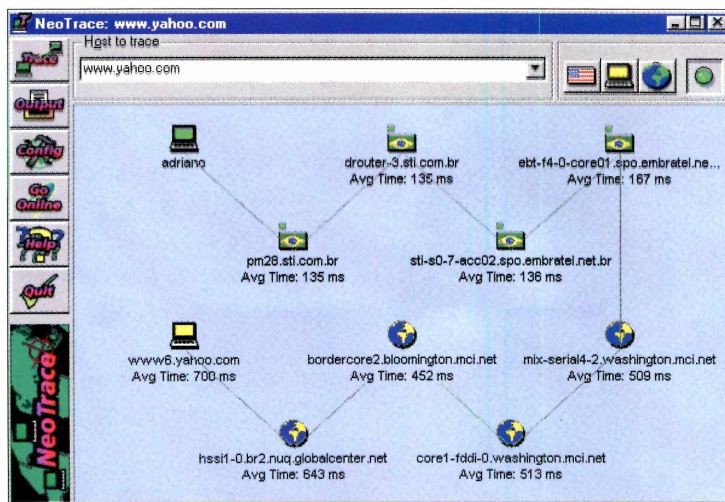 NeoTrace: www.yahoo.com
Host to trace
www.yahoo.com
Trace
Output
Config
Go Online
Help
Quit
NeoTrace
adriano
drouter-3.sti.com.br
Avg Time: 135 ms
ebt-f4-0-core01.spo.embratel.ne...
Avg Time: 167 ms
pm28.sti.com.br
Avg Time: 135 ms
sti-s0-7-acc02.spo.embratel.net.br
Avg Time: 136 ms
www6.yahoo.com
Avg Time: 700 ms
bordercore2.bloomington.mci.net
Avg Time: 452 ms
mix-serial4-2.washington.mci.net
Avg Time: 509 ms
hssi1-0.br2.nuq.globalcenter.net
Avg Time: 643 ms
core1-fddi-0.washington.mci.net
Avg Time: 513 ms